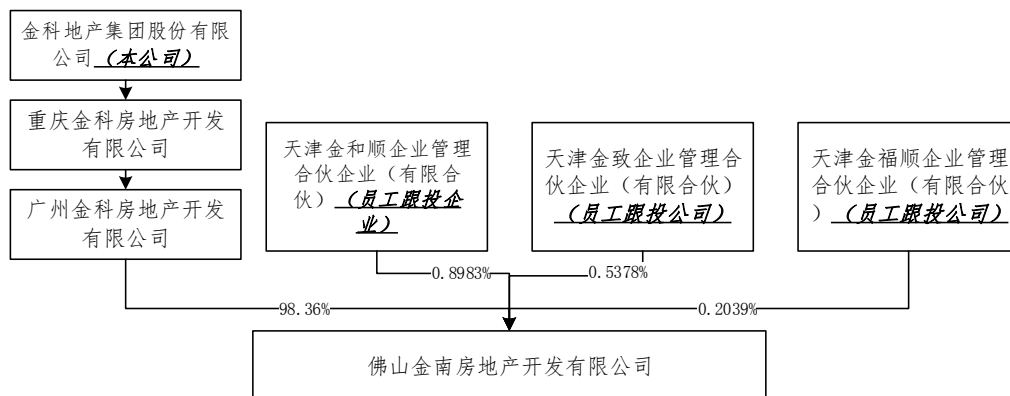 金科地产集团股份有限
公司（本公司）
重庆金科房地产开发
有限公司
广州金科房地产开发
有限公司
天津金和顺企业管理
合伙企业（有限合
伙）（员工跟投企
业）
天津金致企业管理合
伙企业（有限合伙）
（员工跟投公司）
天津金福顺企业管理
合伙企业（有限合伙
）（员工跟投公司）
0.8983%
0.5378%
98.36%
0.2039%
佛山金南房地产开发有限公司